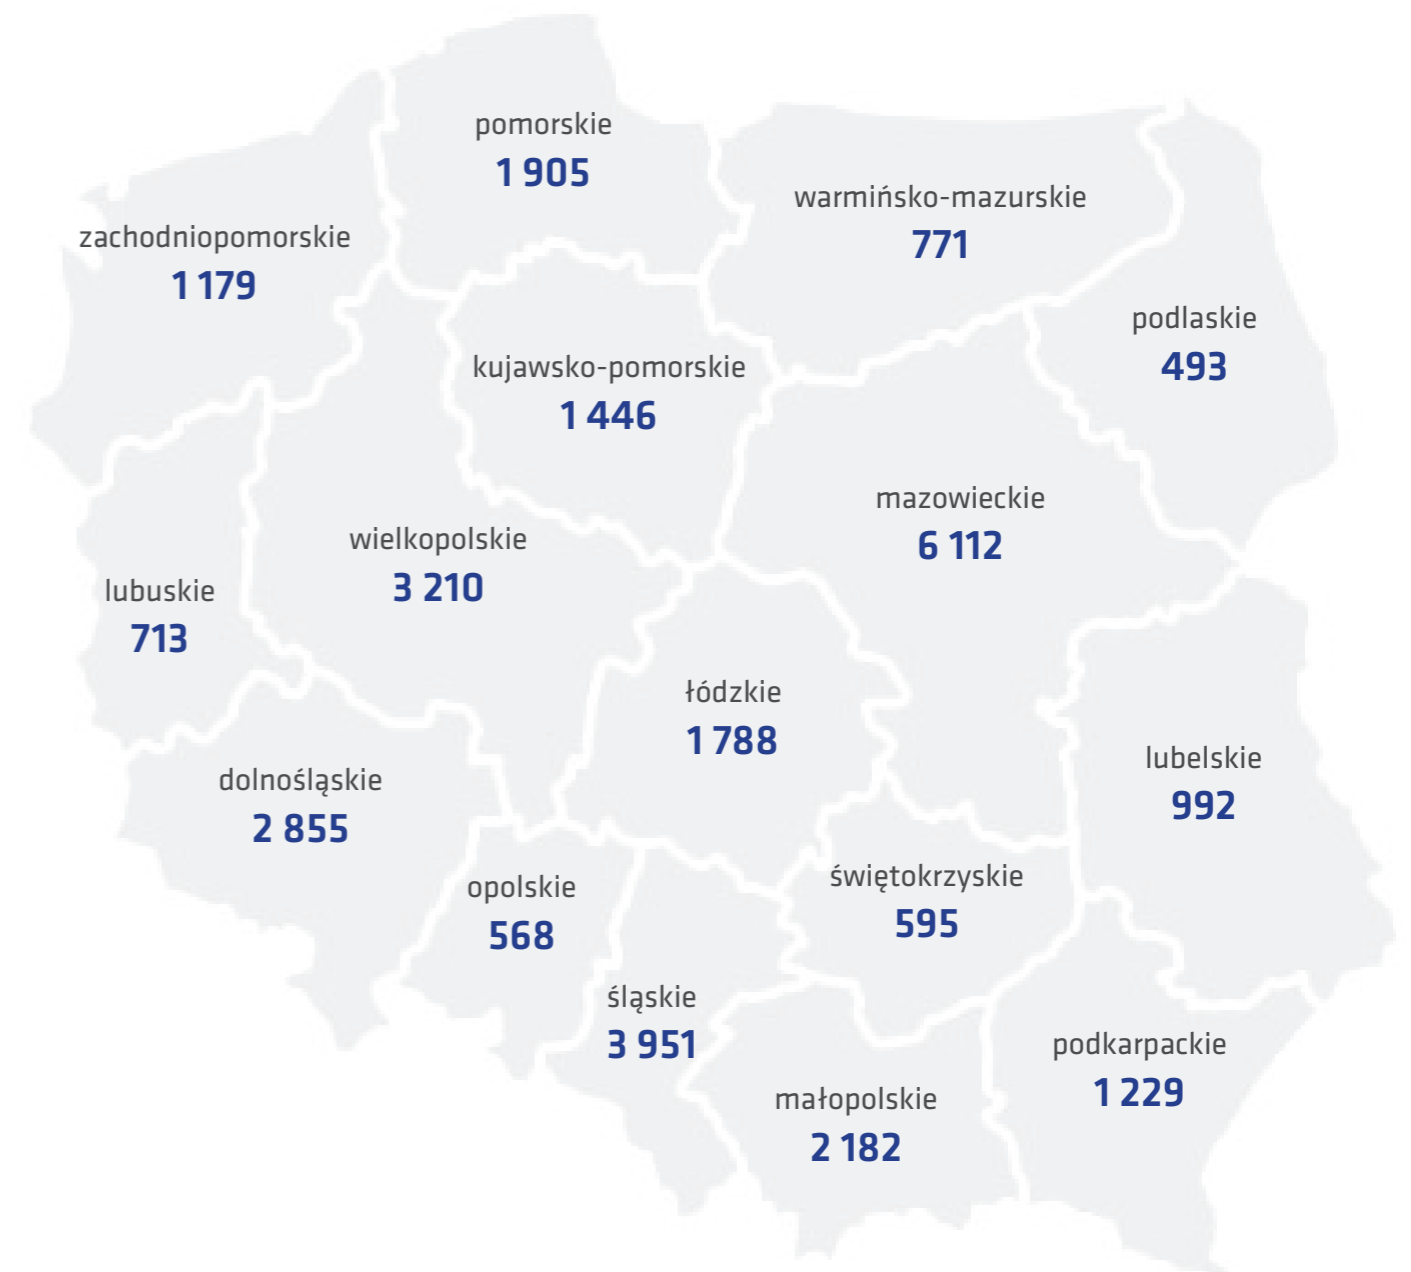 pomorskie
1 905
warmińsko-mazurskie
771
zachodniopomorskie
1 179
podlaskie
493
kujawsko-pomorskie
1 446
mazowieckie
6 112
wielkopolskie
3 210
lubuskie
713
łódzkie
1 788
lubelskie
992
dolnośląskie
2 855
świętokrzyskie
595
opolskie
568
śląskie
3 951
podkarpackie
1 229
małopolskie
2 182